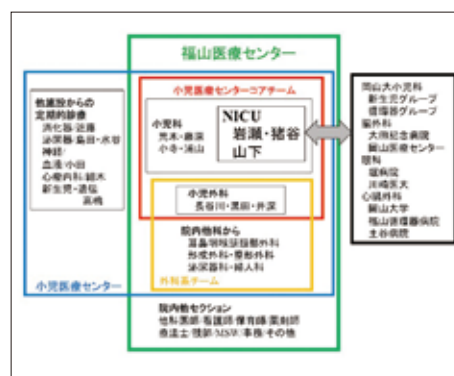 福山医療センター
小児医療センターコアチーム
他施設からの
定期的診療
消化器:近藤
泌尿器:島田・水谷
神経:
血液:小田
心療内科:細木
新生児・遺伝
高橋
小児科
荒木・藤原
小寺・浦山
NICU
岩瀬・猪谷
山下
小児外科
長谷川・黒田・井深
院内他科から
耳鼻咽喉頭頸部外科
形成外科・整形外科
泌尿器科・婦人科
外科系チーム
小児医療センター
院内他セクション
他科医師/看護師/保育師/薬剤師
療法士/技師/MSW/事務/その他
岡山大小児科
新生児グループ
循環器グループ
脳外科
大田記念病院
岡山医療センター
眼科
堀病院
川崎医大
心臓外科
岡山大学
福山循環器病院
土谷病院